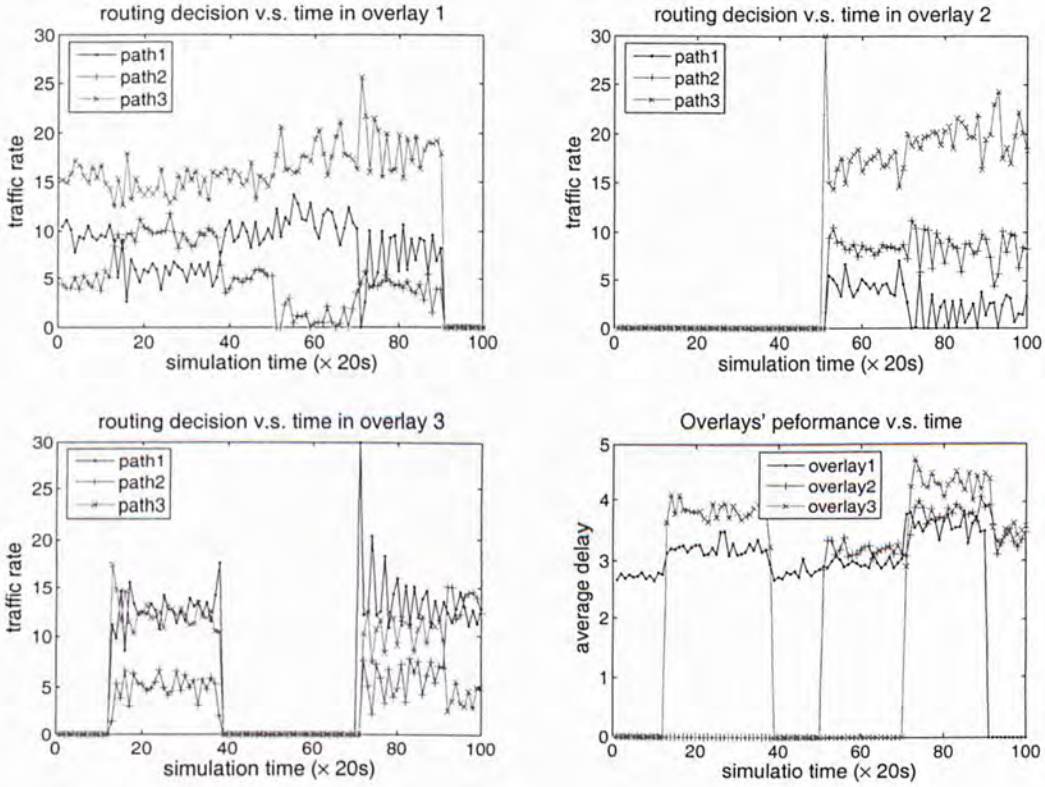 routing decision v.s. time in overlay 1
30
25
20
15
10
5
0
path1
path2
path3
traffic rate
0 20 40 60 80 100
simulation time (× 20s)
routing decision v.s. time in overlay 2
30
25
20
15
10
5
0
path1
path2
path3
traffic rate
0 20 40 60 80 100
simulation time (× 20s)
routing decision v.s. time in overlay 3
30
25
20
15
10
5
0
path1
path2
path3
traffic rate
0 20 40 60 80 100
simulation time (× 20s)
Overlays' peformance v.s. time
5
4
3
2
1
0
overlay1
overlay2
overlay3
average delay
0 20 40 60 80 100
simulatio time (× 20s)